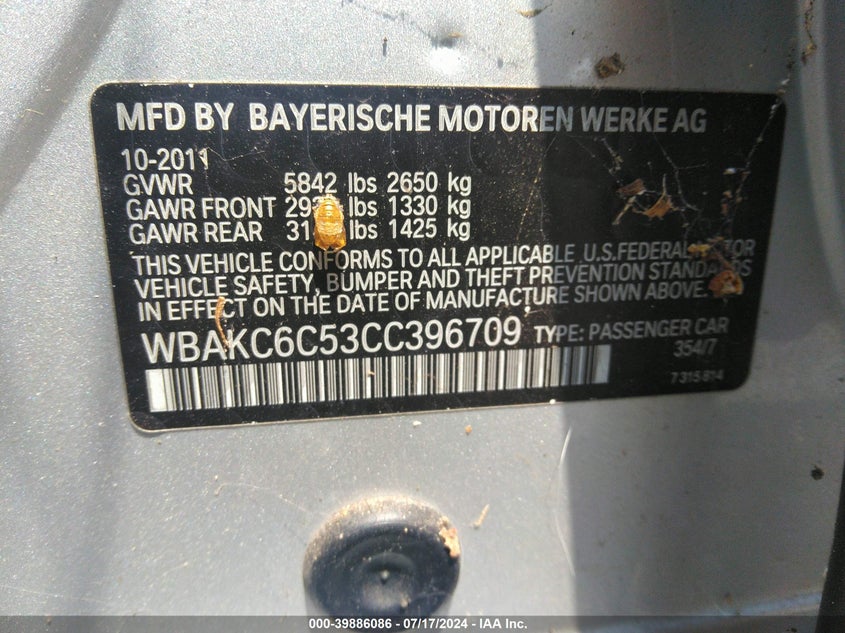 MFD BY BAYERISCHE MOTOREN WERKE AG
10-2011
GVWR 5842 lbs 2650 kg
GAWR FRONT lbs 1330 kg
GAWR REAR lbs 1425 kg
THIS VEHICLE CONFORMS TO ALL APPLICABLE U.S.FEDERAL MOTOR
VEHICLE SAFETY, BUMPER AND THEFT PREVENTION STANDARDS
IN EFFECT ON THE DATE OF MANUFACTURE SHOWN ABOVE.
WBAKC6C53CC396709 TYPE: PASSENGER CAR
354/7
7 315 814
000-39886086 - 07/17/2024 - IAA Inc.